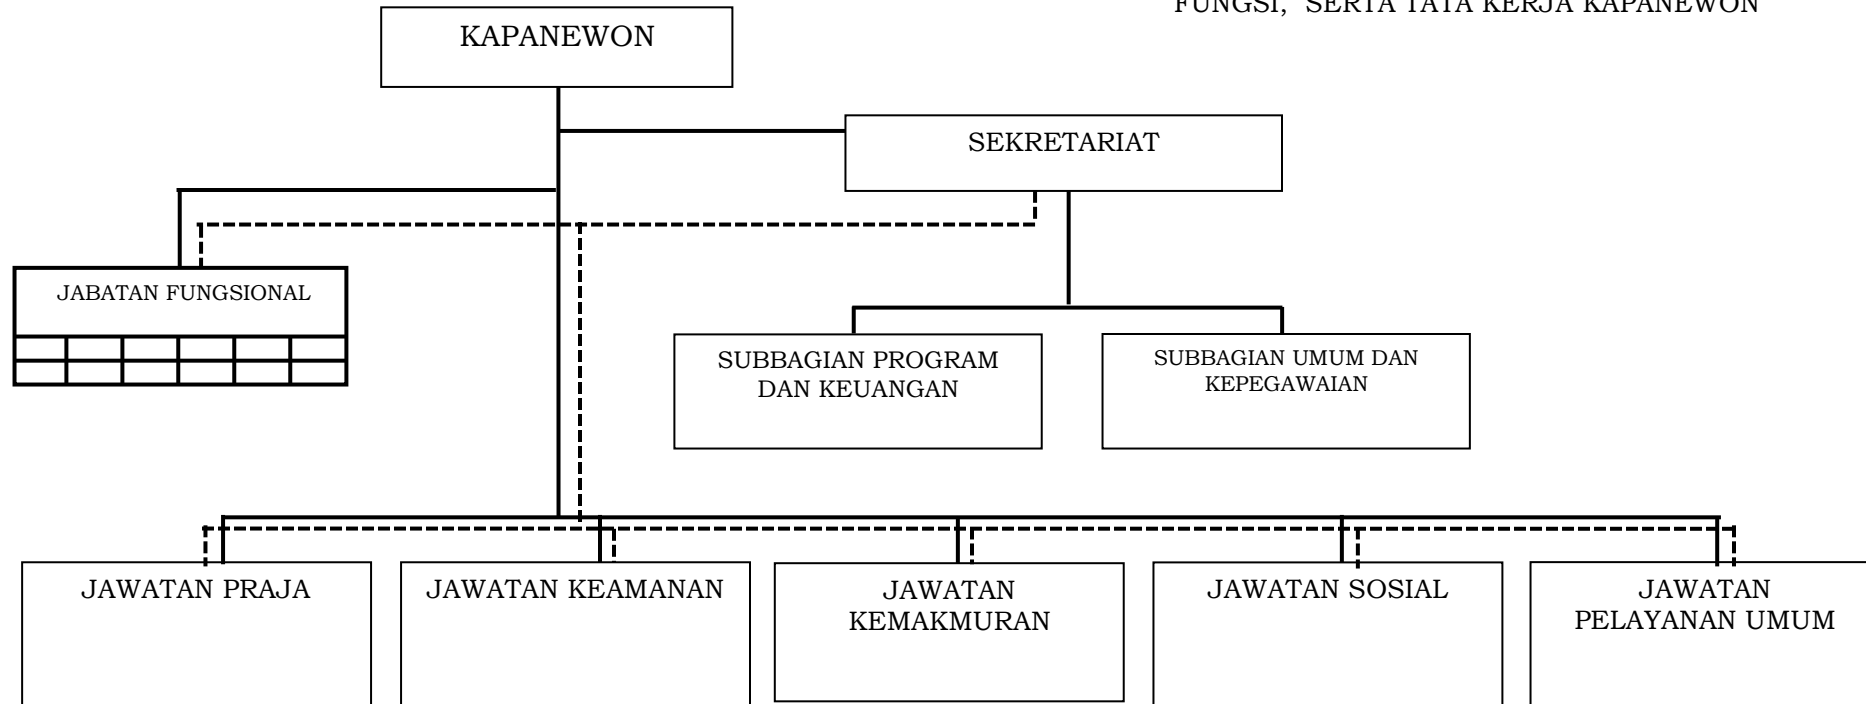 FUNGSI, SERTA TATA KERJA KAPANEWON
KAPANEWON
SEKRETARIAT
JABATAN FUNGSIONAL
SUBBAGIAN PROGRAM
DAN KEUANGAN
SUBBAGIAN UMUM DAN
KEPEGAWAIAN
JAWATAN PRAJA
JAWATAN KEAMANAN
JAWATAN
KEMAKMURAN
JAWATAN SOSIAL
JAWATAN
PELAYANAN UMUM